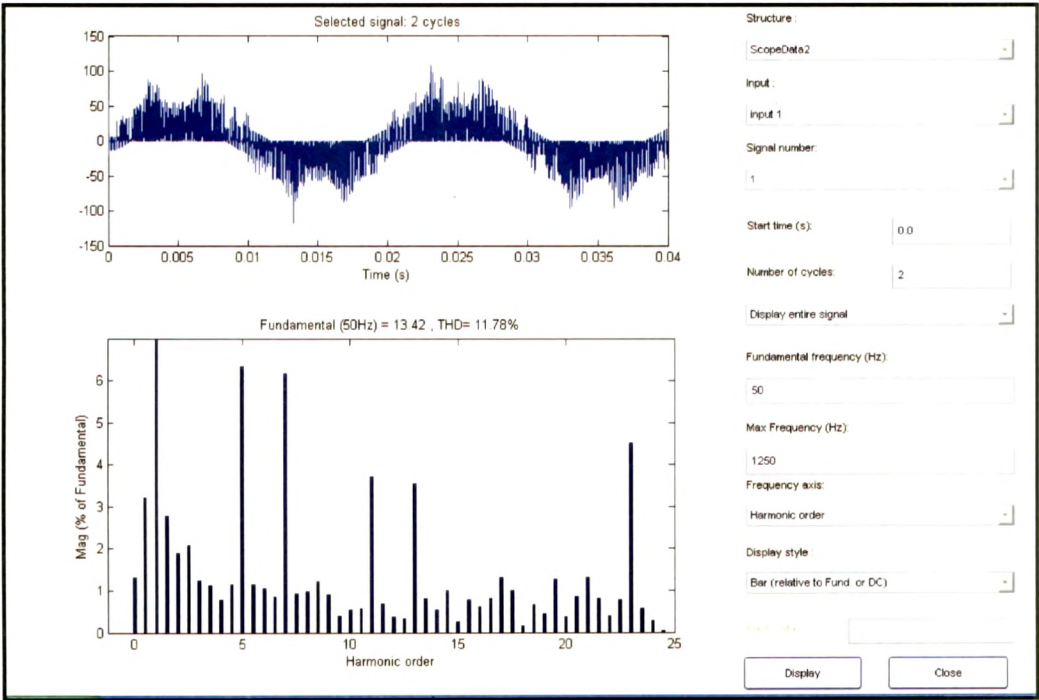 Selected signal: 2 cycles
150
100
50
0
-50
-100
-150
0
0.005
0.01
0.015
0.02
0.025
0.03
0.035
0.04
Time (s)
Fundamental (50Hz) = 13.42 , THD= 11.78%
Mag (% of Fundamental)
6
5
4
3
2
1
0
0
5
10
15
20
25
Harmonic order
Structure :
ScopeData2
Input :
input 1
Signal number:
1
Start time (s):
0.0
Number of cycles:
2
Display entire signal
Fundamental frequency (Hz):
50
Max Frequency (Hz):
1250
Frequency axis:
Harmonic order
Display style :
Bar (relative to Fund. or DC)
Display
Close